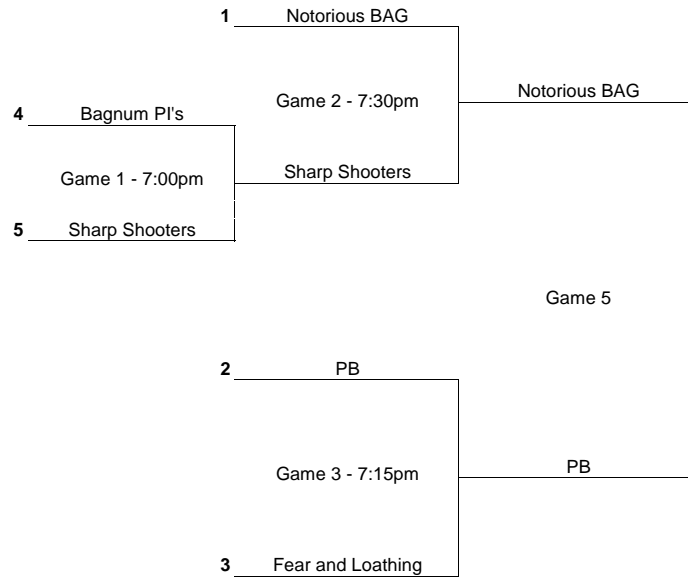 1 Notorious BAG
Game 2 - 7:30pm
Notorious BAG
4 Bagnum PI's
Game 1 - 7:00pm
Sharp Shooters
5 Sharp Shooters
Game 5
2 PB
Game 3 - 7:15pm
PB
3 Fear and Loathing